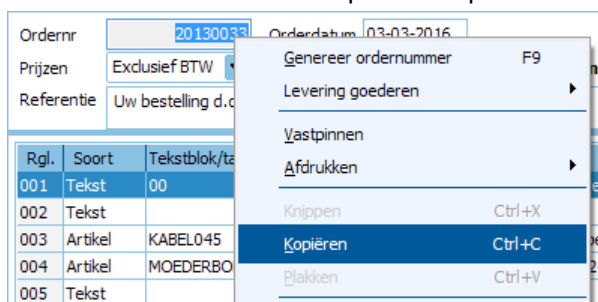 Ordernr 20130033 Orderdatum 03-03-2016
Genereer ordernummer F9
Prijzen Exclusief BTW
Levering goederen
Referentie Uw bestelling d.
Vastpinnen
Rgl. Soort Tekstblok/ta
Afdrukken
001 Tekst 00
002 Tekst
Knippen Ctrl+X
003 Artikel KABEL045
Kopiëren Ctrl+C
004 Artikel MOEDERBO
Plakken Ctrl+V
005 Tekst